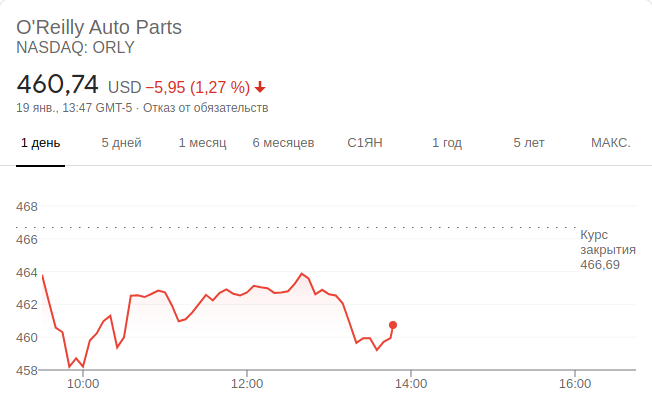 O'Reilly Auto Parts
NASDAQ: ORLY
460,74 USD −5,95 (1,27 %)
19 янв., 13:47 GMT-5 · Отказ от обязательств
1 день 5 дней 1 месяц 6 месяцев С1ЯН 1 год 5 лет МАКС.
468
466
464
462
460
458
Курс
закрытия
466,69
10:00 12:00 14:00 16:00